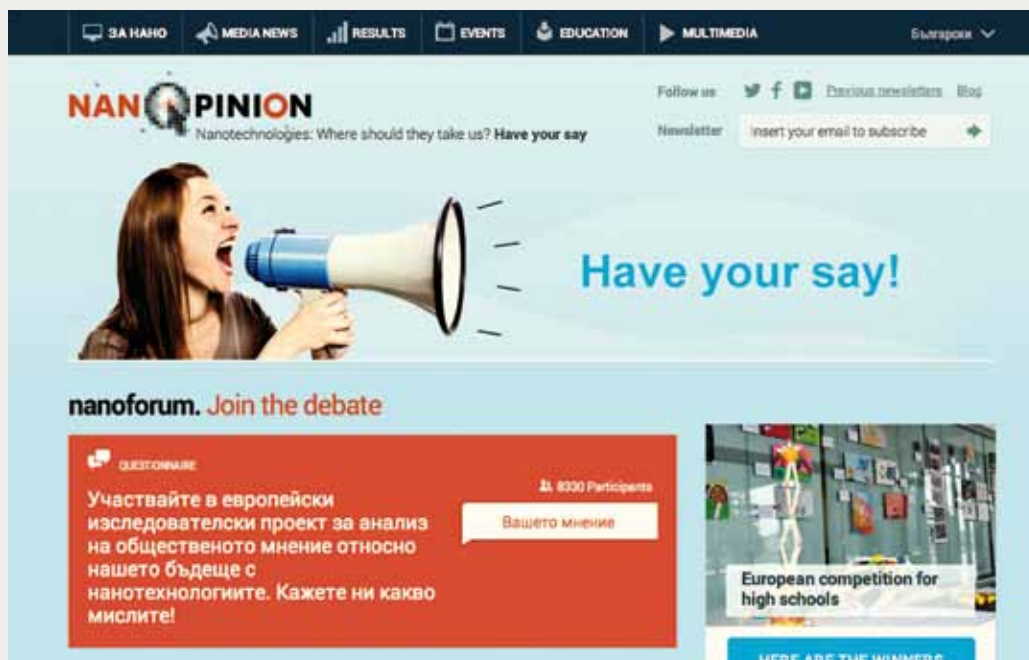 ЗА НАНО
MEDIA NEWS
RESULTS
EVENTS
EDUCATION
MULTIMEDIA
Български
NANOPINION
Nanotechnologies: Where should they take us? Have your say
Follow us
Previous newsletters
Blog
Newsletter
Insert your email to subscribe
Have your say!
nanoforum. Join the debate
QUESTIONNAIRE
Участвайте в европейски
изследователски проект за анализ
на общественото мнение относно
нашето бъдеще с
нанотехнологиите. Кажете ни какво
мислите!
8330 Participants
Вашето мнение
European competition for
high schools
HERE ARE THE WINNERS